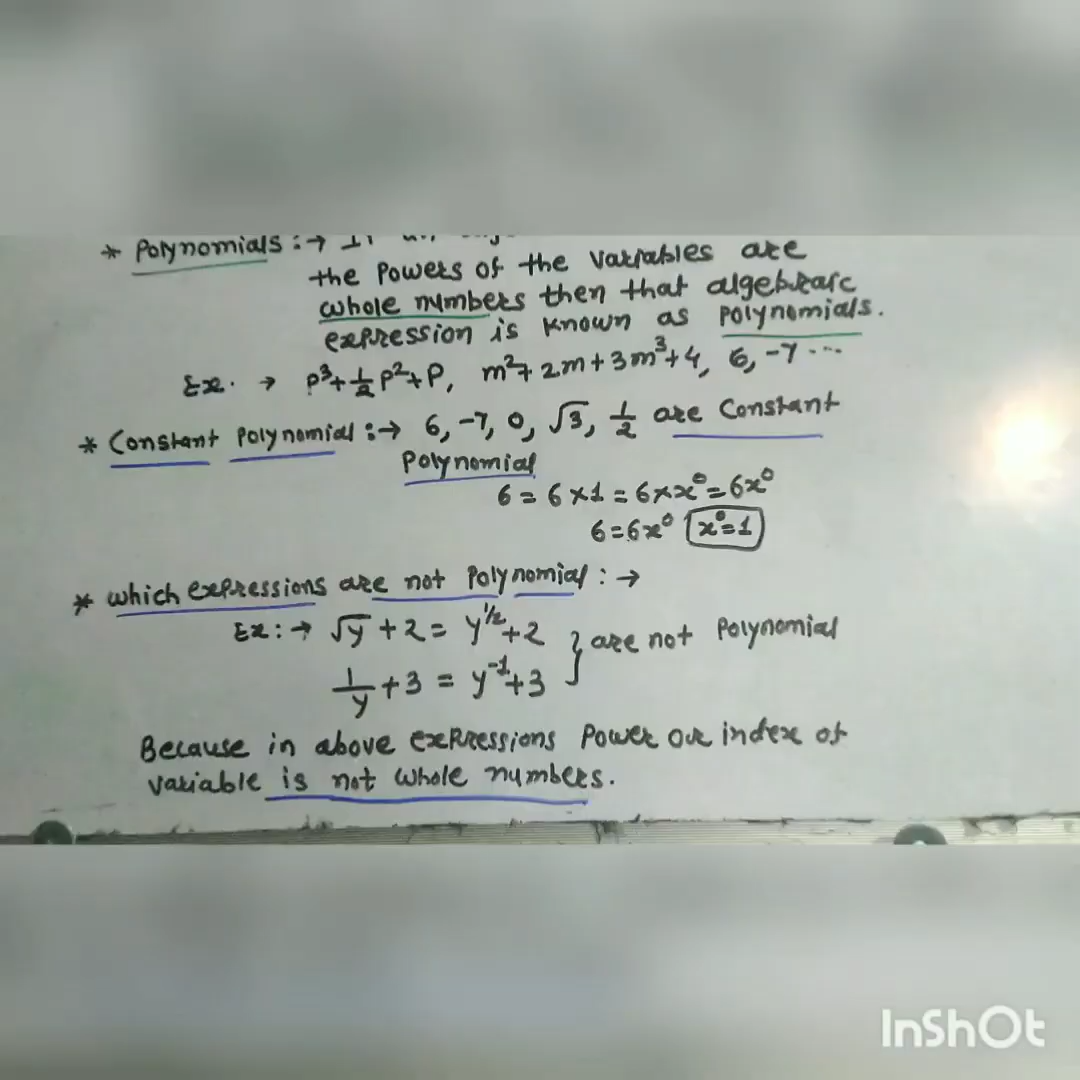 * Polynomials :→
the Powers of the variables are
whole numbers then that algebraic
expression is known as polynomials.
Ex. → P³+½P²+P, m²+2m+3m³+4, 6, -7 ...
* Constant Polynomial :→ 6, -7, 0, √3, ½ are Constant
Polynomial
6 = 6×1 = 6×x⁰ = 6x⁰
6 = 6x⁰ x⁰=1
* which expressions are not Polynomial : →
Ex : → √y + 2 = y^½ + 2
1/y + 3 = y⁻¹ + 3
} are not Polynomial
Because in above expressions Power or index of
variable is not whole numbers.
InShOt